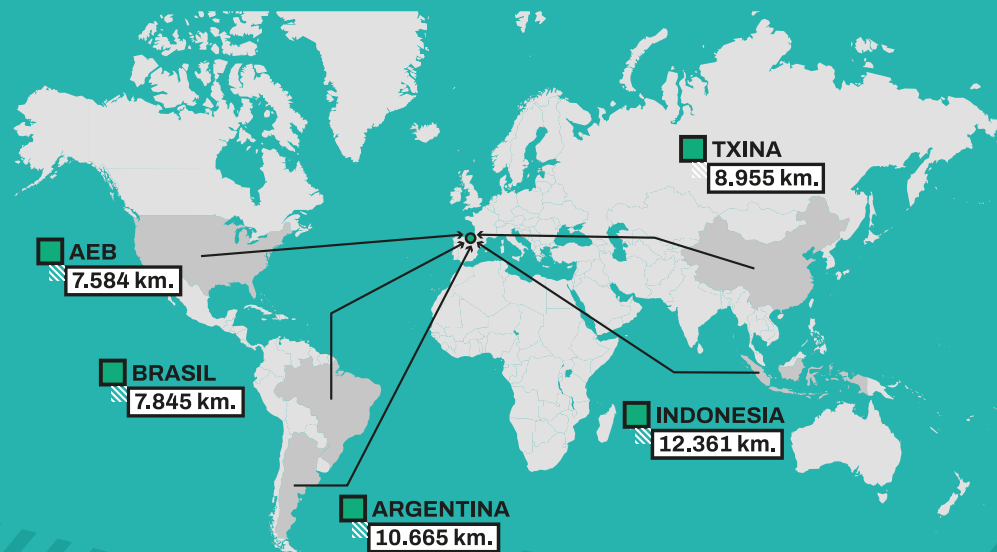 TXINA
8.955 km.
AEB
7.584 km.
BRASIL
7.845 km.
INDONESIA
12.361 km.
ARGENTINA
10.665 km.